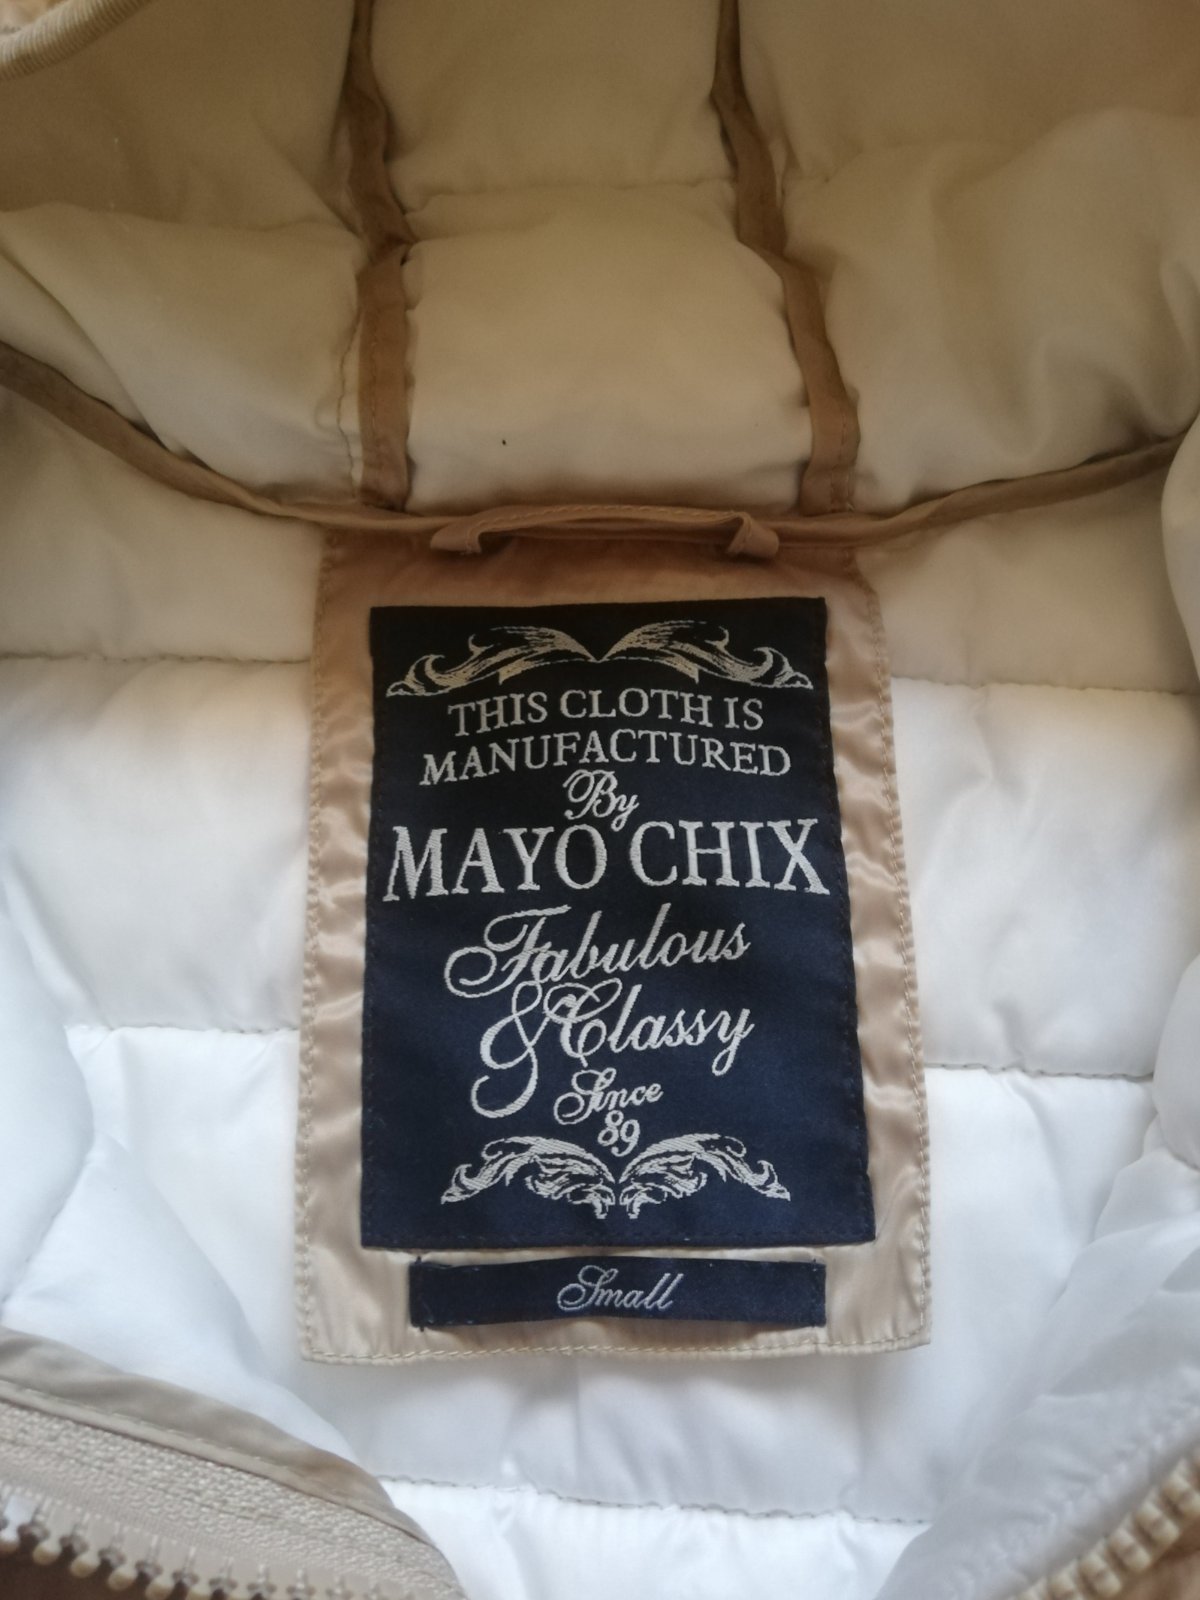 THIS CLOTH IS
MANUFACTURED
By
MAYO CHIX
Fabulous
& Classy
Since
89
Small